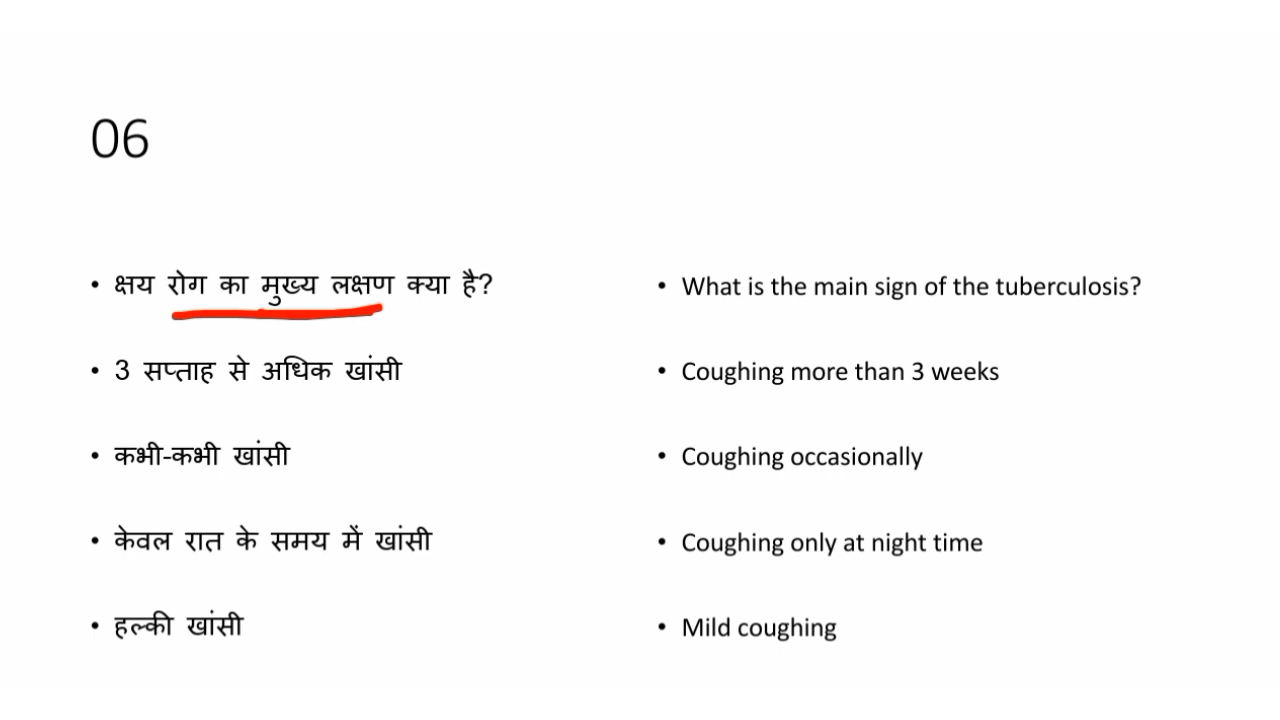 06
• क्षय रोग का मुख्य लक्षण क्या है?
• 3 सप्ताह से अधिक खांसी
• कभी-कभी खांसी
• केवल रात के समय में खांसी
• हल्की खांसी
• What is the main sign of the tuberculosis?
• Coughing more than 3 weeks
• Coughing occasionally
• Coughing only at night time
• Mild coughing